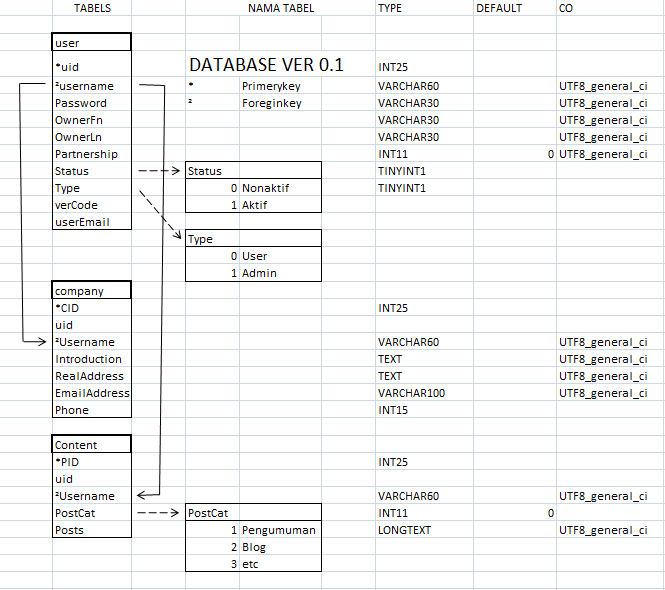 TABELS NAMA TABEL TYPE DEFAULT CO
user
*uid DATABASE VER 0.1 INT25
²username * Primerykey VARCHAR60 UTF8_general_ci
Password ² Foreginkey VARCHAR30 UTF8_general_ci
OwnerFn VARCHAR30 UTF8_general_ci
OwnerLn VARCHAR30 UTF8_general_ci
Partnership INT11 0 UTF8_general_ci
Status Status TINYINT1
Type 0 Nonaktif TINYINT1
verCode 1 Aktif
userEmail
Type
0 User
1 Admin
company
*CID INT25
uid
²Username VARCHAR60 UTF8_general_ci
Introduction TEXT UTF8_general_ci
RealAddress TEXT UTF8_general_ci
EmailAddress VARCHAR100 UTF8_general_ci
Phone INT15
Content
*PID INT25
uid
²Username VARCHAR60 UTF8_general_ci
PostCat PostCat INT11 0
Posts 1 Pengumuman LONGTEXT UTF8_general_ci
2 Blog
3 etc